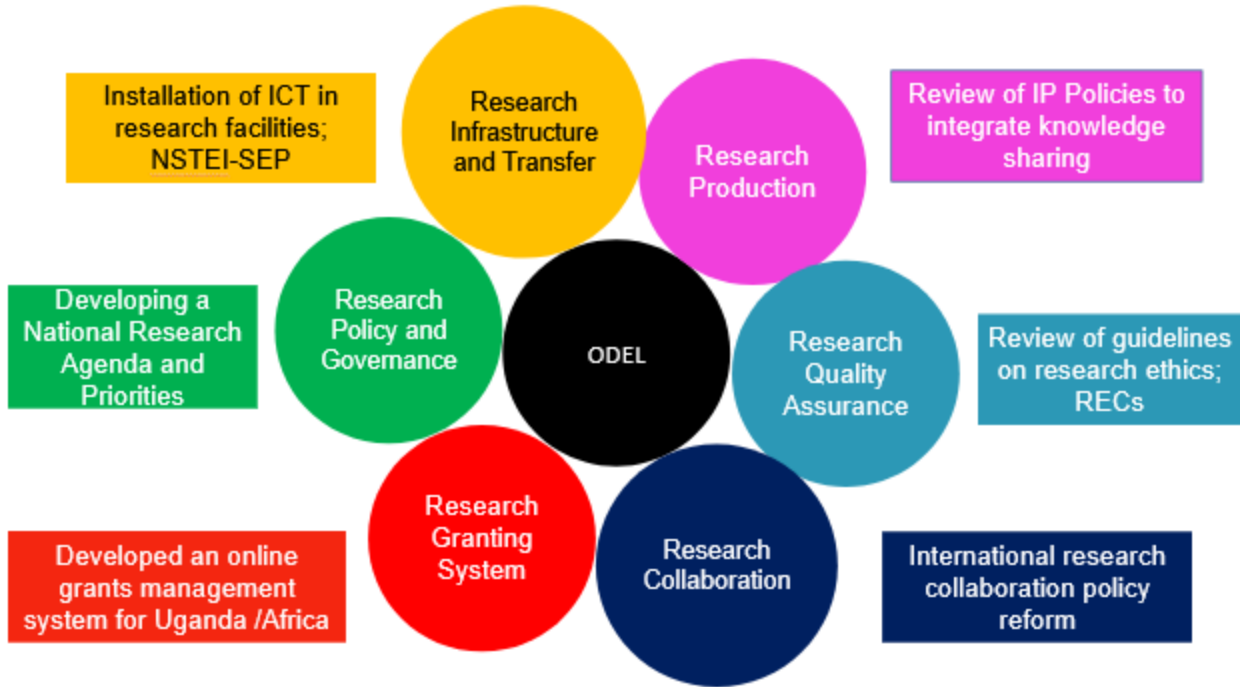 Installation of ICT in
research facilities;
NSTEI-SEP
Research
Infrastructure
and Transfer
Research
Production
Review of IP Policies to
integrate knowledge
sharing
Developing a
National Research
Agenda and
Priorities
Research
Policy and
Governance
ODEL
Research
Quality
Assurance
Review of guidelines
on research ethics;
RECs
Developed an online
grants management
system for Uganda /Africa
Research
Granting
System
Research
Collaboration
International research
collaboration policy
reform